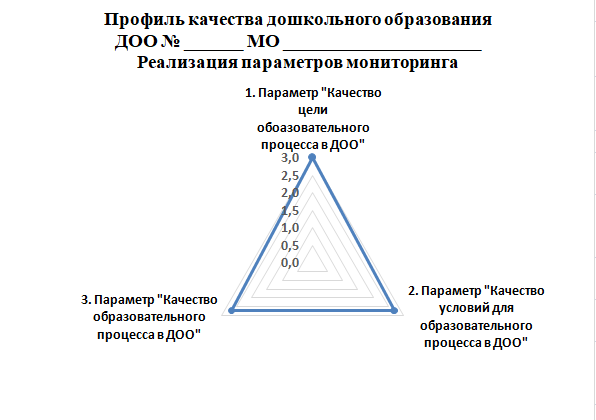 Профиль качества дошкольного образования
ДОО № _______ МО _______________________
Реализация параметров мониторинга
1. Параметр "Качество
цели
обоазовательного
процесса в ДОО"
3,0
2,5
2,0
1,5
1,0
0,5
0,0
2. Параметр "Качество
условий для
образовательного
процесса в ДОО"
3. Параметр "Качество
образовательного
процесса в ДОО"